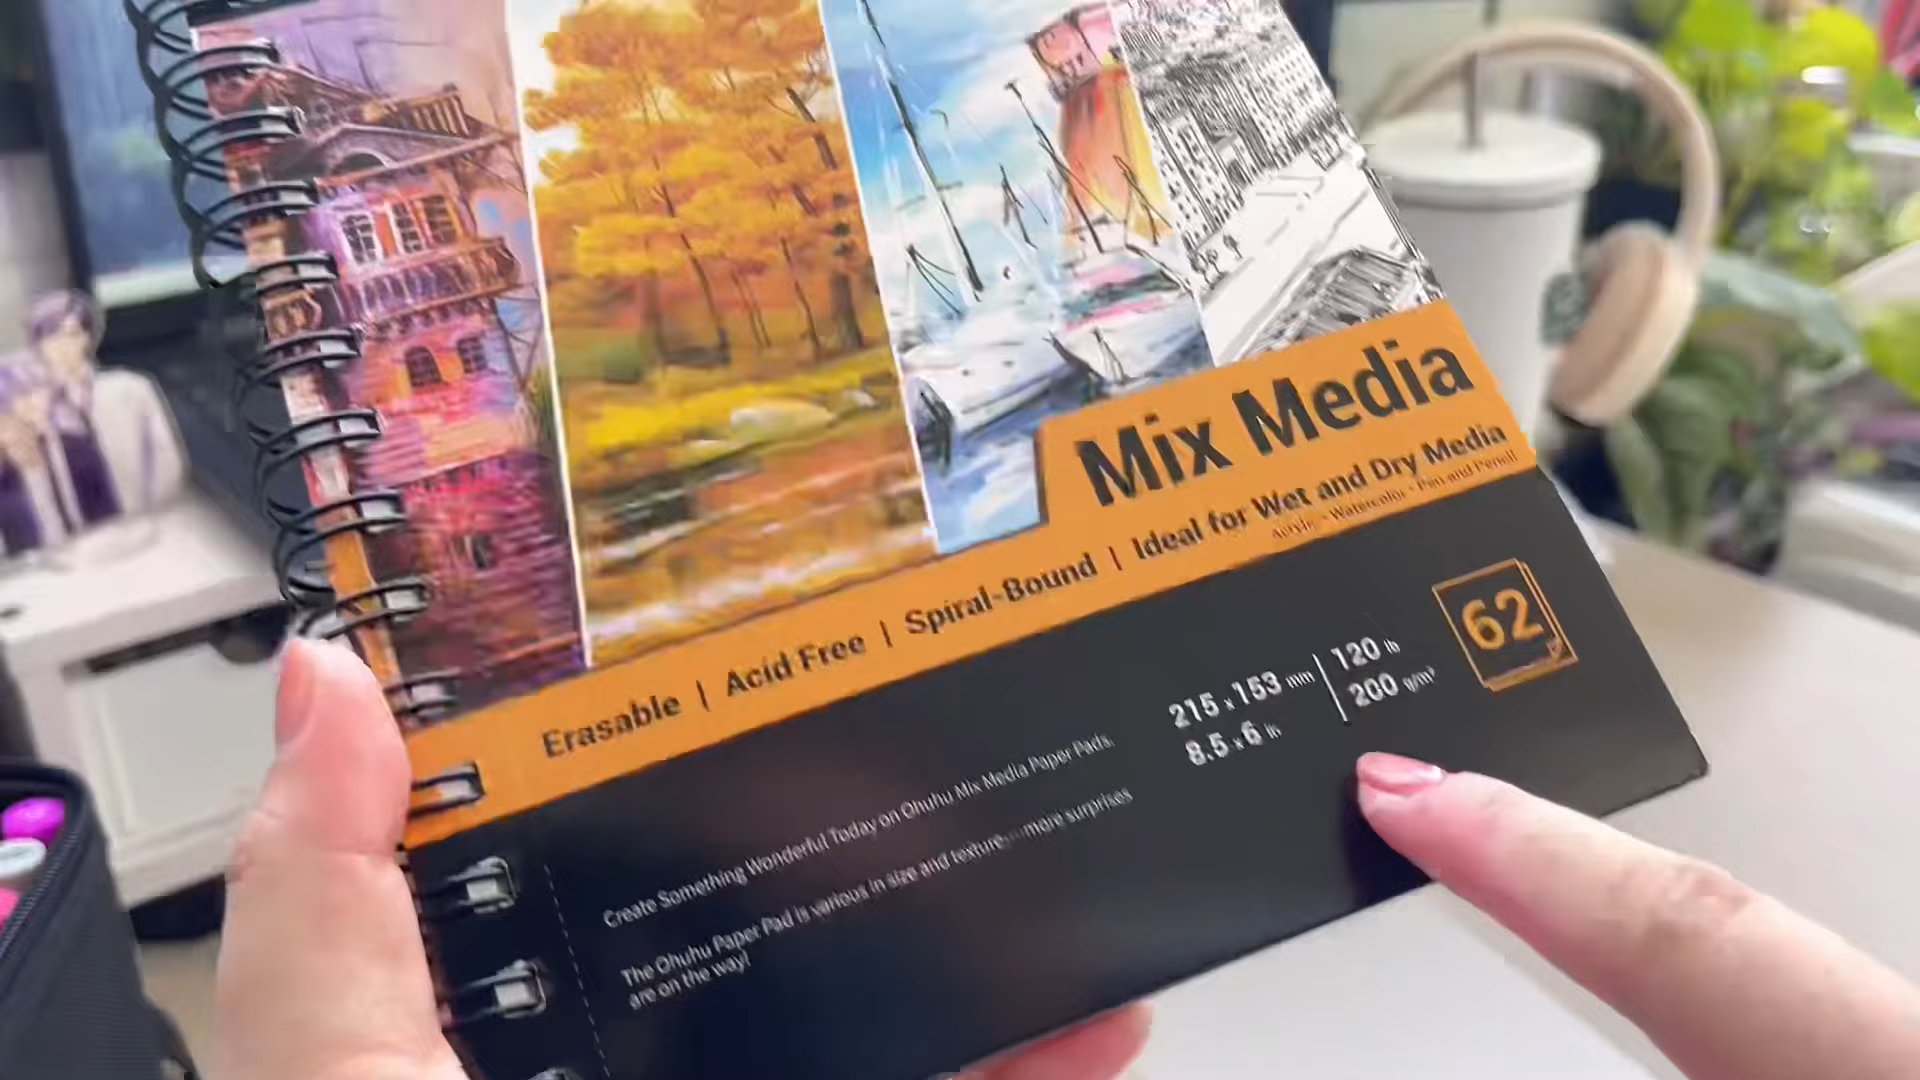 Mix Media
Erasable | Acid Free | Spiral-Bound | Ideal for Wet and Dry Media
Acrylic · Watercolor · Pen and Pencil
62
215 x 153 mm | 120 lb
8.5 x 6 in | 200 g/m²
Create Something Wonderful Today on Ohuhu Mix Media Paper Pads.
The Ohuhu Paper Pad is various in size and texture—more surprises
are on the way!